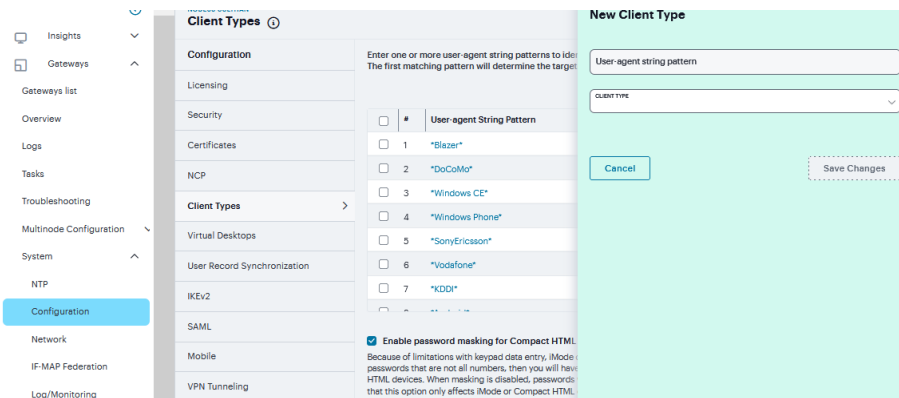 Insights
Gateways
Gateways list
Overview
Logs
Tasks
Troubleshooting
Multinode Configuration
System
NTP
Configuration
Network
IF-MAP Federation
Log/Monitoring
Client Types
Configuration
Licensing
Security
Certificates
NCP
Client Types
Virtual Desktops
User Record Synchronization
IKEv2
SAML
Mobile
VPN Tunneling
Enter one or more user-agent string patterns to ide
The first matching pattern will determine the target
# User-agent String Pattern
1 *Blazer*
2 *DoCoMo*
3 *Windows CE*
4 *Windows Phone*
5 *SonyEricsson*
6 *Vodafone*
7 *KDDI*
Enable password masking for Compact HTML
Because of limitations with keypad data entry, iMode
passwords that are not all numbers, then you will have
HTML devices. When masking is disabled, passwords
that this option only affects iMode or Compact HTML
New Client Type
User-agent string pattern
CLIENT TYPE
Cancel
Save Changes